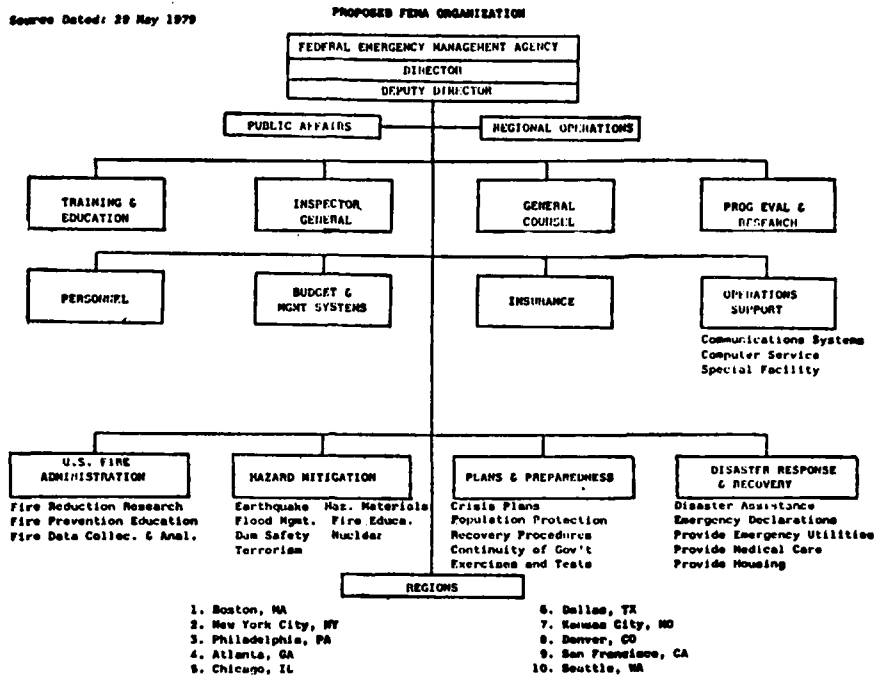 Source Dated: 29 May 1979
PROPOSED FEMA ORGANIZATION
FEDERAL EMERGENCY MANAGEMENT AGENCY
DIRECTOR
DEPUTY DIRECTOR
PUBLIC AFFAIRS
REGIONAL OPERATIONS
TRAINING &
EDUCATION
INSPECTOR
GENERAL
GENERAL
COUNSEL
PROG EVAL &
RESEARCH
PERSONNEL
BUDGET &
MGMT SYSTEMS
INSURANCE
OPERATIONS
SUPPORT
Communications Systems
Computer Service
Special Facility
U.S. FIRE
ADMINISTRATION
Fire Reduction Research
Fire Prevention Education
Fire Data Collec. & Anal.
HAZARD MITIGATION
Earthquake Haz. Materials
Flood Mgmt. Fire Educa.
Dam Safety Nuclear
Terrorism
PLANS & PREPAREDNESS
Crisis Plans
Population Protection
Recovery Procedures
Continuity of Gov't
Exercises and Tests
DISASTER RESPONSE
& RECOVERY
Disaster Assistance
Emergency Declarations
Provide Emergency Utilities
Provide Medical Care
Provide Housing
REGIONS
1. Boston, MA
2. New York City, NY
3. Philadelphia, PA
4. Atlanta, GA
5. Chicago, IL
6. Dallas, TX
7. Kansas City, MO
8. Denver, CO
9. San Francisco, CA
10. Seattle, WA